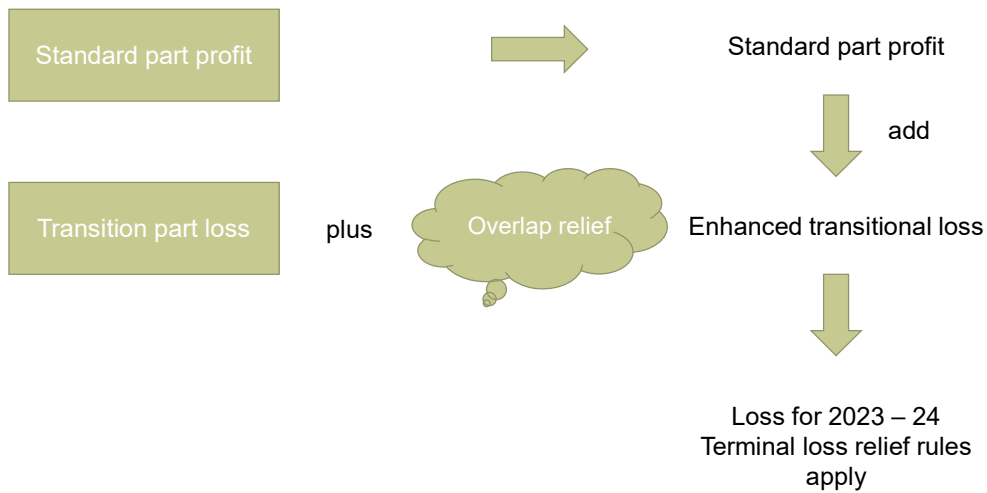 Standard part profit
Standard part profit
add
Transition part loss
plus
Overlap relief
Enhanced transitional loss
Loss for 2023 – 24
Terminal loss relief rules
apply